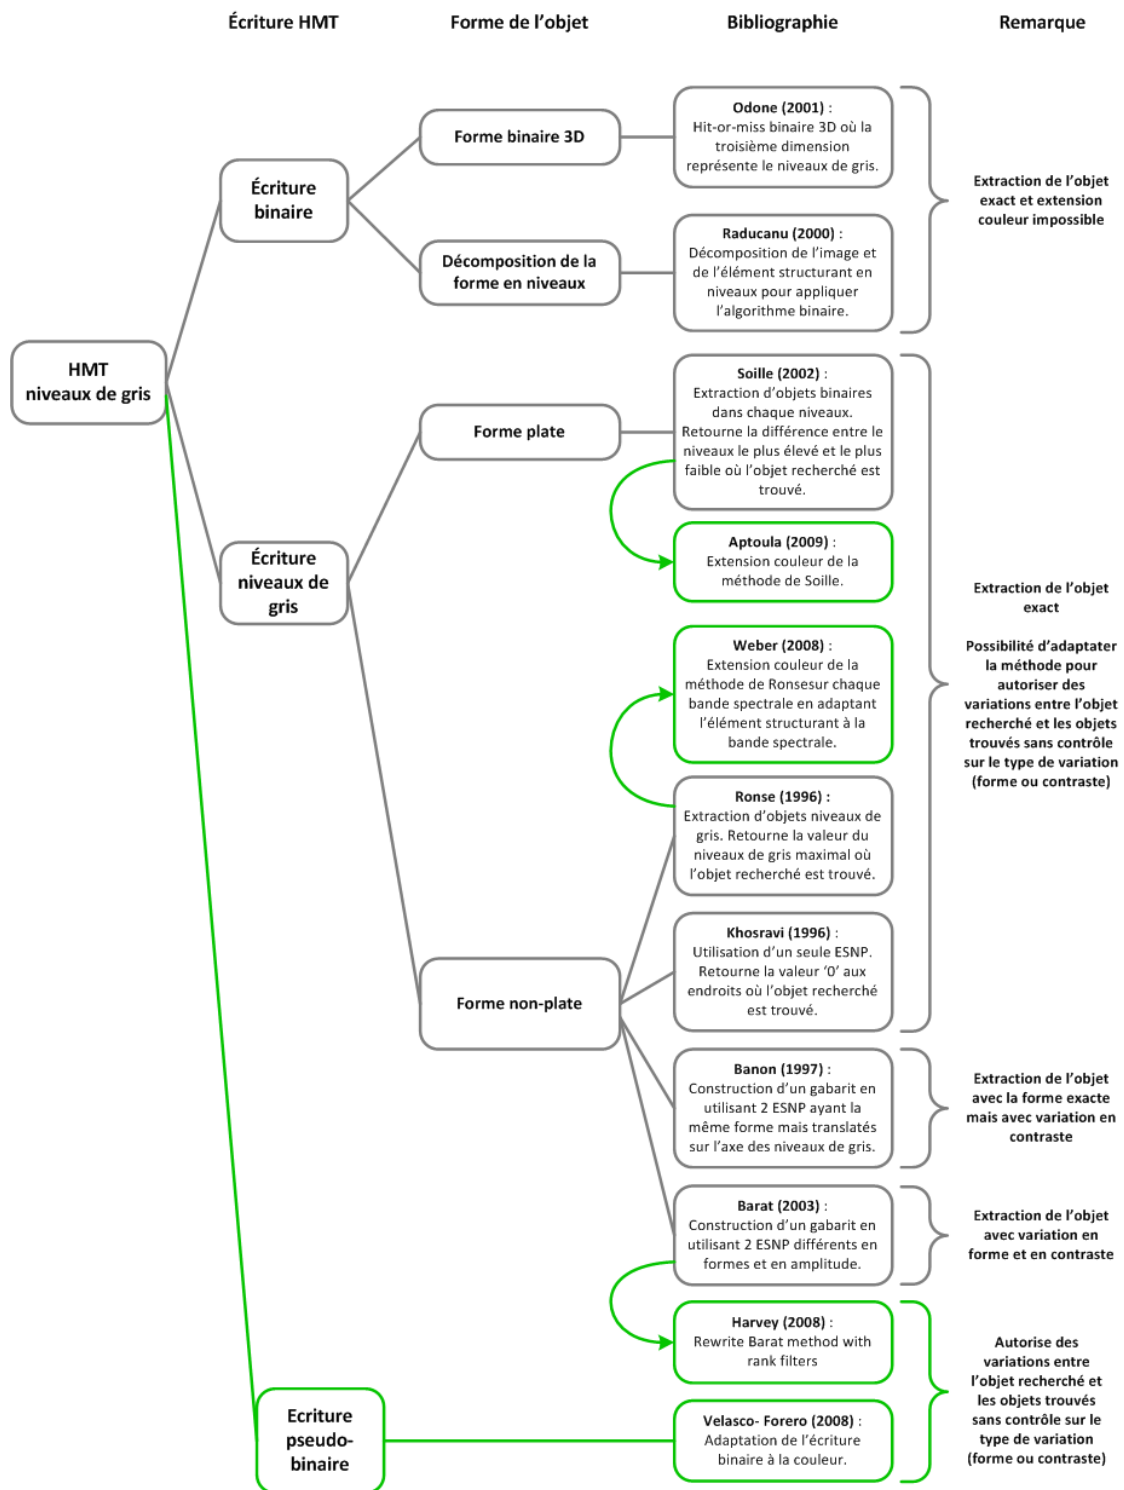 Écriture HMT
Forme de l'objet
Bibliographie
Remarque
HMT
niveaux de gris
Écriture
binaire
Forme binaire 3D
Odone (2001) :
Hit-or-miss binaire 3D où la
troisième dimension
représente le niveaux de gris.
Décomposition de la
forme en niveaux
Raducanu (2000) :
Décomposition de l'image et
de l'élément structurant en
niveaux pour appliquer
l'algorithme binaire.
Extraction de l'objet
exact et extension
couleur impossible
Écriture
niveaux de
gris
Forme plate
Soille (2002) :
Extraction d'objets binaires
dans chaque niveaux.
Retourne la différence entre le
niveaux le plus élevé et le plus
faible où l'objet recherché est
trouvé.
Aptoula (2009) :
Extension couleur de la
méthode de Soille.
Weber (2008) :
Extension couleur de la
méthode de Ronsesur chaque
bande spectrale en adaptant
l'élément structurant à la
bande spectrale.
Forme non-plate
Ronse (1996) :
Extraction d'objets niveaux de
gris. Retourne la valeur du
niveaux de gris maximal où
l'objet recherché est trouvé.
Khosravi (1996) :
Utilisation d'un seule ESNP.
Retourne la valeur '0' aux
endroits où l'objet recherché
est trouvé.
Extraction de l'objet
exact
Possibilité d'adaptater
la méthode pour
autoriser des
variations entre l'objet
recherché et les objets
trouvés sans contrôle
sur le type de variation
(forme ou contraste)
Banon (1997) :
Construction d'un gabarit en
utilisant 2 ESNP ayant la
même forme mais translatés
sur l'axe des niveaux de gris.
Extraction de l'objet
avec la forme exacte
mais avec variation en
contraste
Barat (2003) :
Construction d'un gabarit en
utilisant 2 ESNP différents en
formes et en amplitude.
Extraction de l'objet
avec variation en
forme et en contraste
Harvey (2008) :
Rewrite Barat method with
rank filters
Ecriture
pseudo-
binaire
Velasco- Forero (2008) :
Adaptation de l'écriture
binaire à la couleur.
Autorise des
variations entre
l'objet recherché et
les objets trouvés
sans contrôle sur le
type de variation
(forme ou contraste)